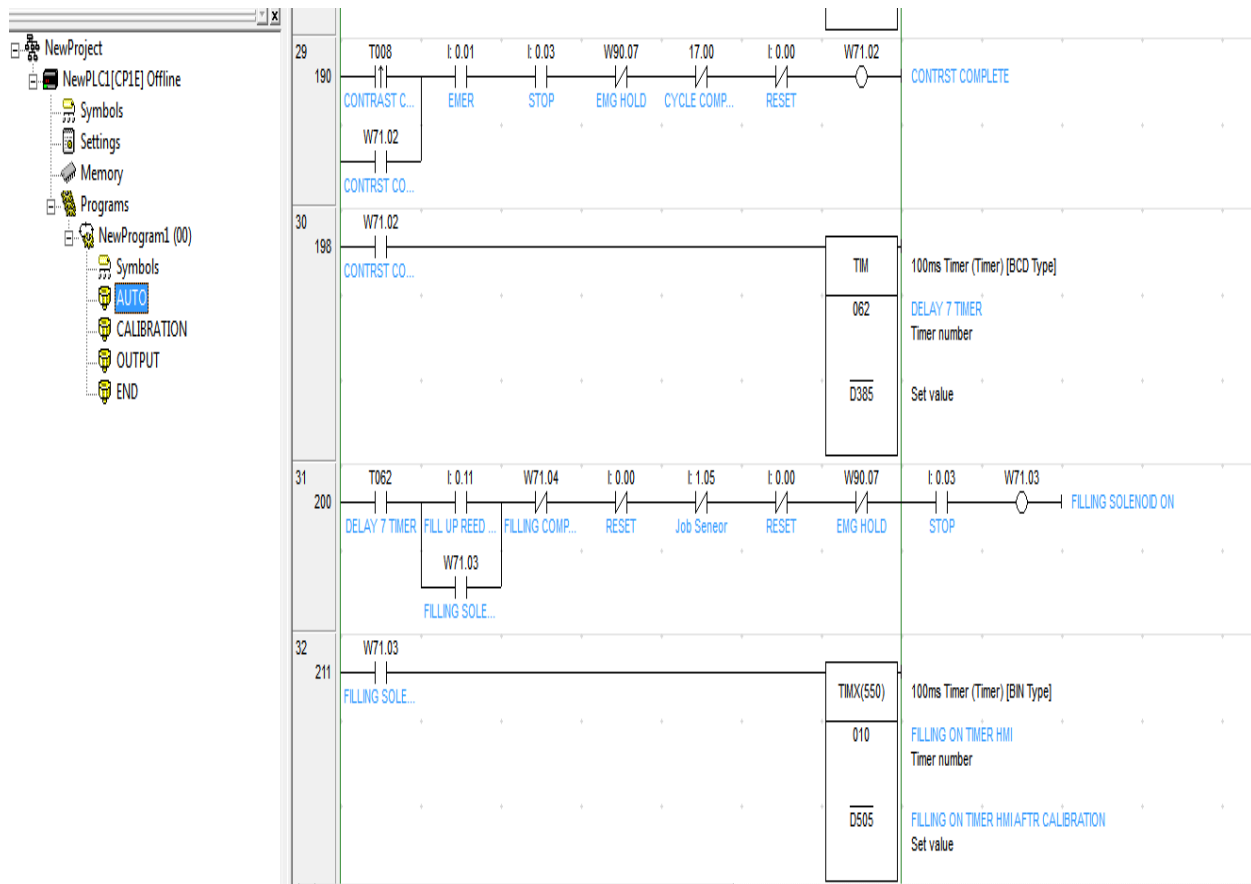 NewProject
NewPLC1[CP1E] Offline
Symbols
Settings
Memory
Programs
NewProgram1 (00)
Symbols
AUTO
CALIBRATION
OUTPUT
END
29
190
T008 I: 0.01 I: 0.03 W90.07 17.00 I: 0.00 W71.02
CONTRAST C... EMER STOP EMG HOLD CYCLE COMP... RESET CONTRST COMPLETE
W71.02
CONTRST CO...
30
198
W71.02
CONTRST CO...
TIM 100ms Timer (Timer) [BCD Type]
062 DELAY 7 TIMER
Timer number
D385 Set value
31
200
T062 I: 0.11 W71.04 I: 0.00 I: 1.05 I: 0.00 W90.07 I: 0.03 W71.03
FILLING SOLENOID ON
DELAY 7 TIMER FILL UP REED ... FILLING COMP... RESET Job Seneor RESET EMG HOLD STOP
W71.03
FILLING SOLE...
32
211
W71.03
FILLING SOLE...
TIMX(550) 100ms Timer (Timer) [BIN Type]
010 FILLING ON TIMER HMI
Timer number
D505 FILLING ON TIMER HMI AFTR CALIBRATION
Set value